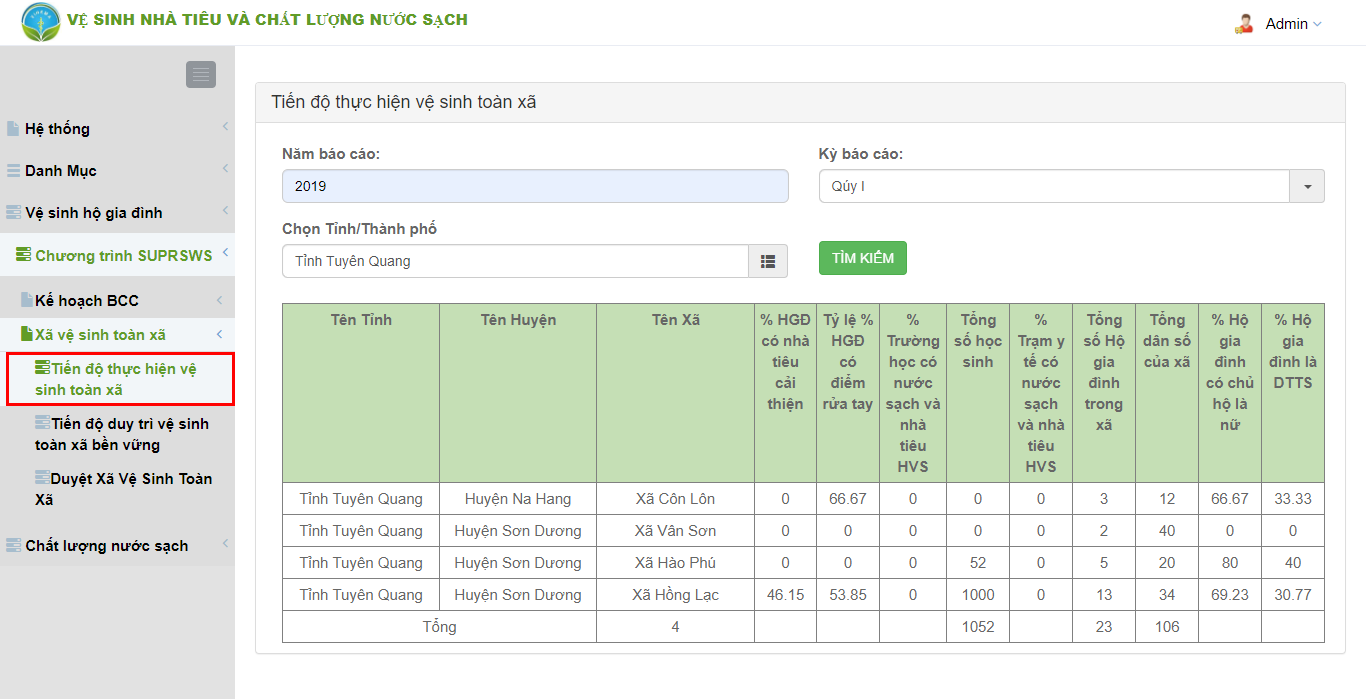 VỆ SINH NHÀ TIÊU VÀ CHẤT LƯỢNG NƯỚC SẠCH
Admin
Hệ thống
Danh Mục
Vệ sinh hộ gia đình
Chương trình SUPRSWS
Kế hoạch BCC
Xã vệ sinh toàn xã
Tiến độ thực hiện vệ
sinh toàn xã
Tiến độ duy trì vệ sinh
toàn xã bền vững
Duyệt Xã Vệ Sinh Toàn
Xã
Chất lượng nước sạch
Tiến độ thực hiện vệ sinh toàn xã
Năm báo cáo:
2019
Kỳ báo cáo:
Qúy I
Chọn Tỉnh/Thành phố
Tỉnh Tuyên Quang
TÌM KIẾM
Tên Tỉnh
Tên Huyện
Tên Xã
% HGĐ
có nhà
tiêu
cải
thiện
Tỷ lệ %
HGĐ
có
điểm
rửa tay
%
Trường
học có
nước
sạch và
nhà
tiêu
HVS
Tổng
số học
sinh
%
Trạm y
tế có
nước
sạch
và nhà
tiêu
HVS
Tổng
số Hộ
gia
đình
trong
xã
Tổng
dân số
của xã
% Hộ
gia
đình
có chủ
hộ là
nữ
% Hộ
gia
đình là
DTTS
Tỉnh Tuyên Quang Huyện Na Hang Xã Côn Lôn 0 66.67 0 0 0 3 12 66.67 33.33
Tỉnh Tuyên Quang Huyện Sơn Dương Xã Vân Sơn 0 0 0 0 0 2 40 0 0
Tỉnh Tuyên Quang Huyện Sơn Dương Xã Hào Phú 0 0 0 52 0 5 20 80 40
Tỉnh Tuyên Quang Huyện Sơn Dương Xã Hồng Lạc 46.15 53.85 0 1000 0 13 34 69.23 30.77
Tổng 4 1052 23 106